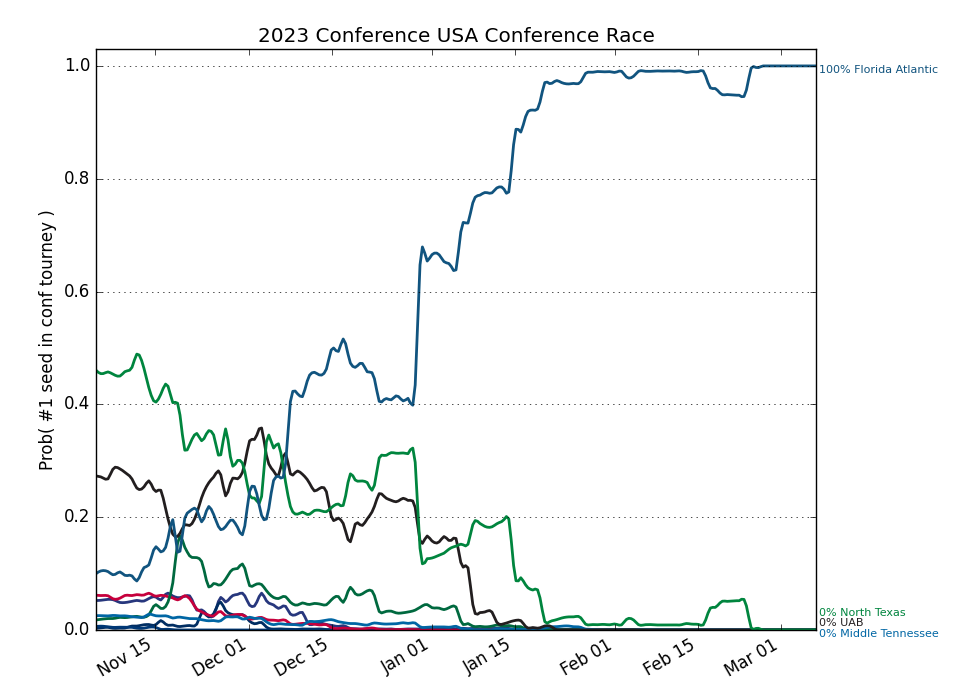 2023 Conference USA Conference Race
Prob( #1 seed in conf tourney )
1.0
0.8
0.6
0.4
0.2
0.0
100% Florida Atlantic
0% North Texas
0% UAB
0% Middle Tennessee
Nov 15
Dec 01
Dec 15
Jan 01
Jan 15
Feb 01
Feb 15
Mar 01